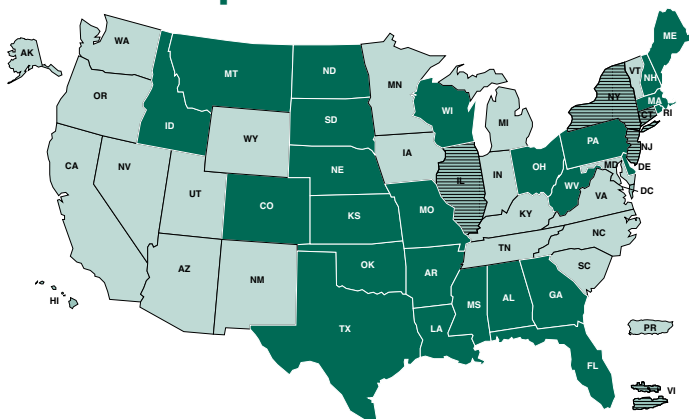 ME
WA
AK
VT
MT
ND
NH
MN
OR
NY
MA
WI
SD
CT
RI
ID
MI
WY
PA
NJ
IA
NE
OH
MD
DE
CA
NV
IN
IL
UT
WV
DC
VA
CO
KS
MO
KY
NC
TN
OK
SC
AZ
AR
NM
GA
MS
AL
HI
PR
TX
LA
FL
VI